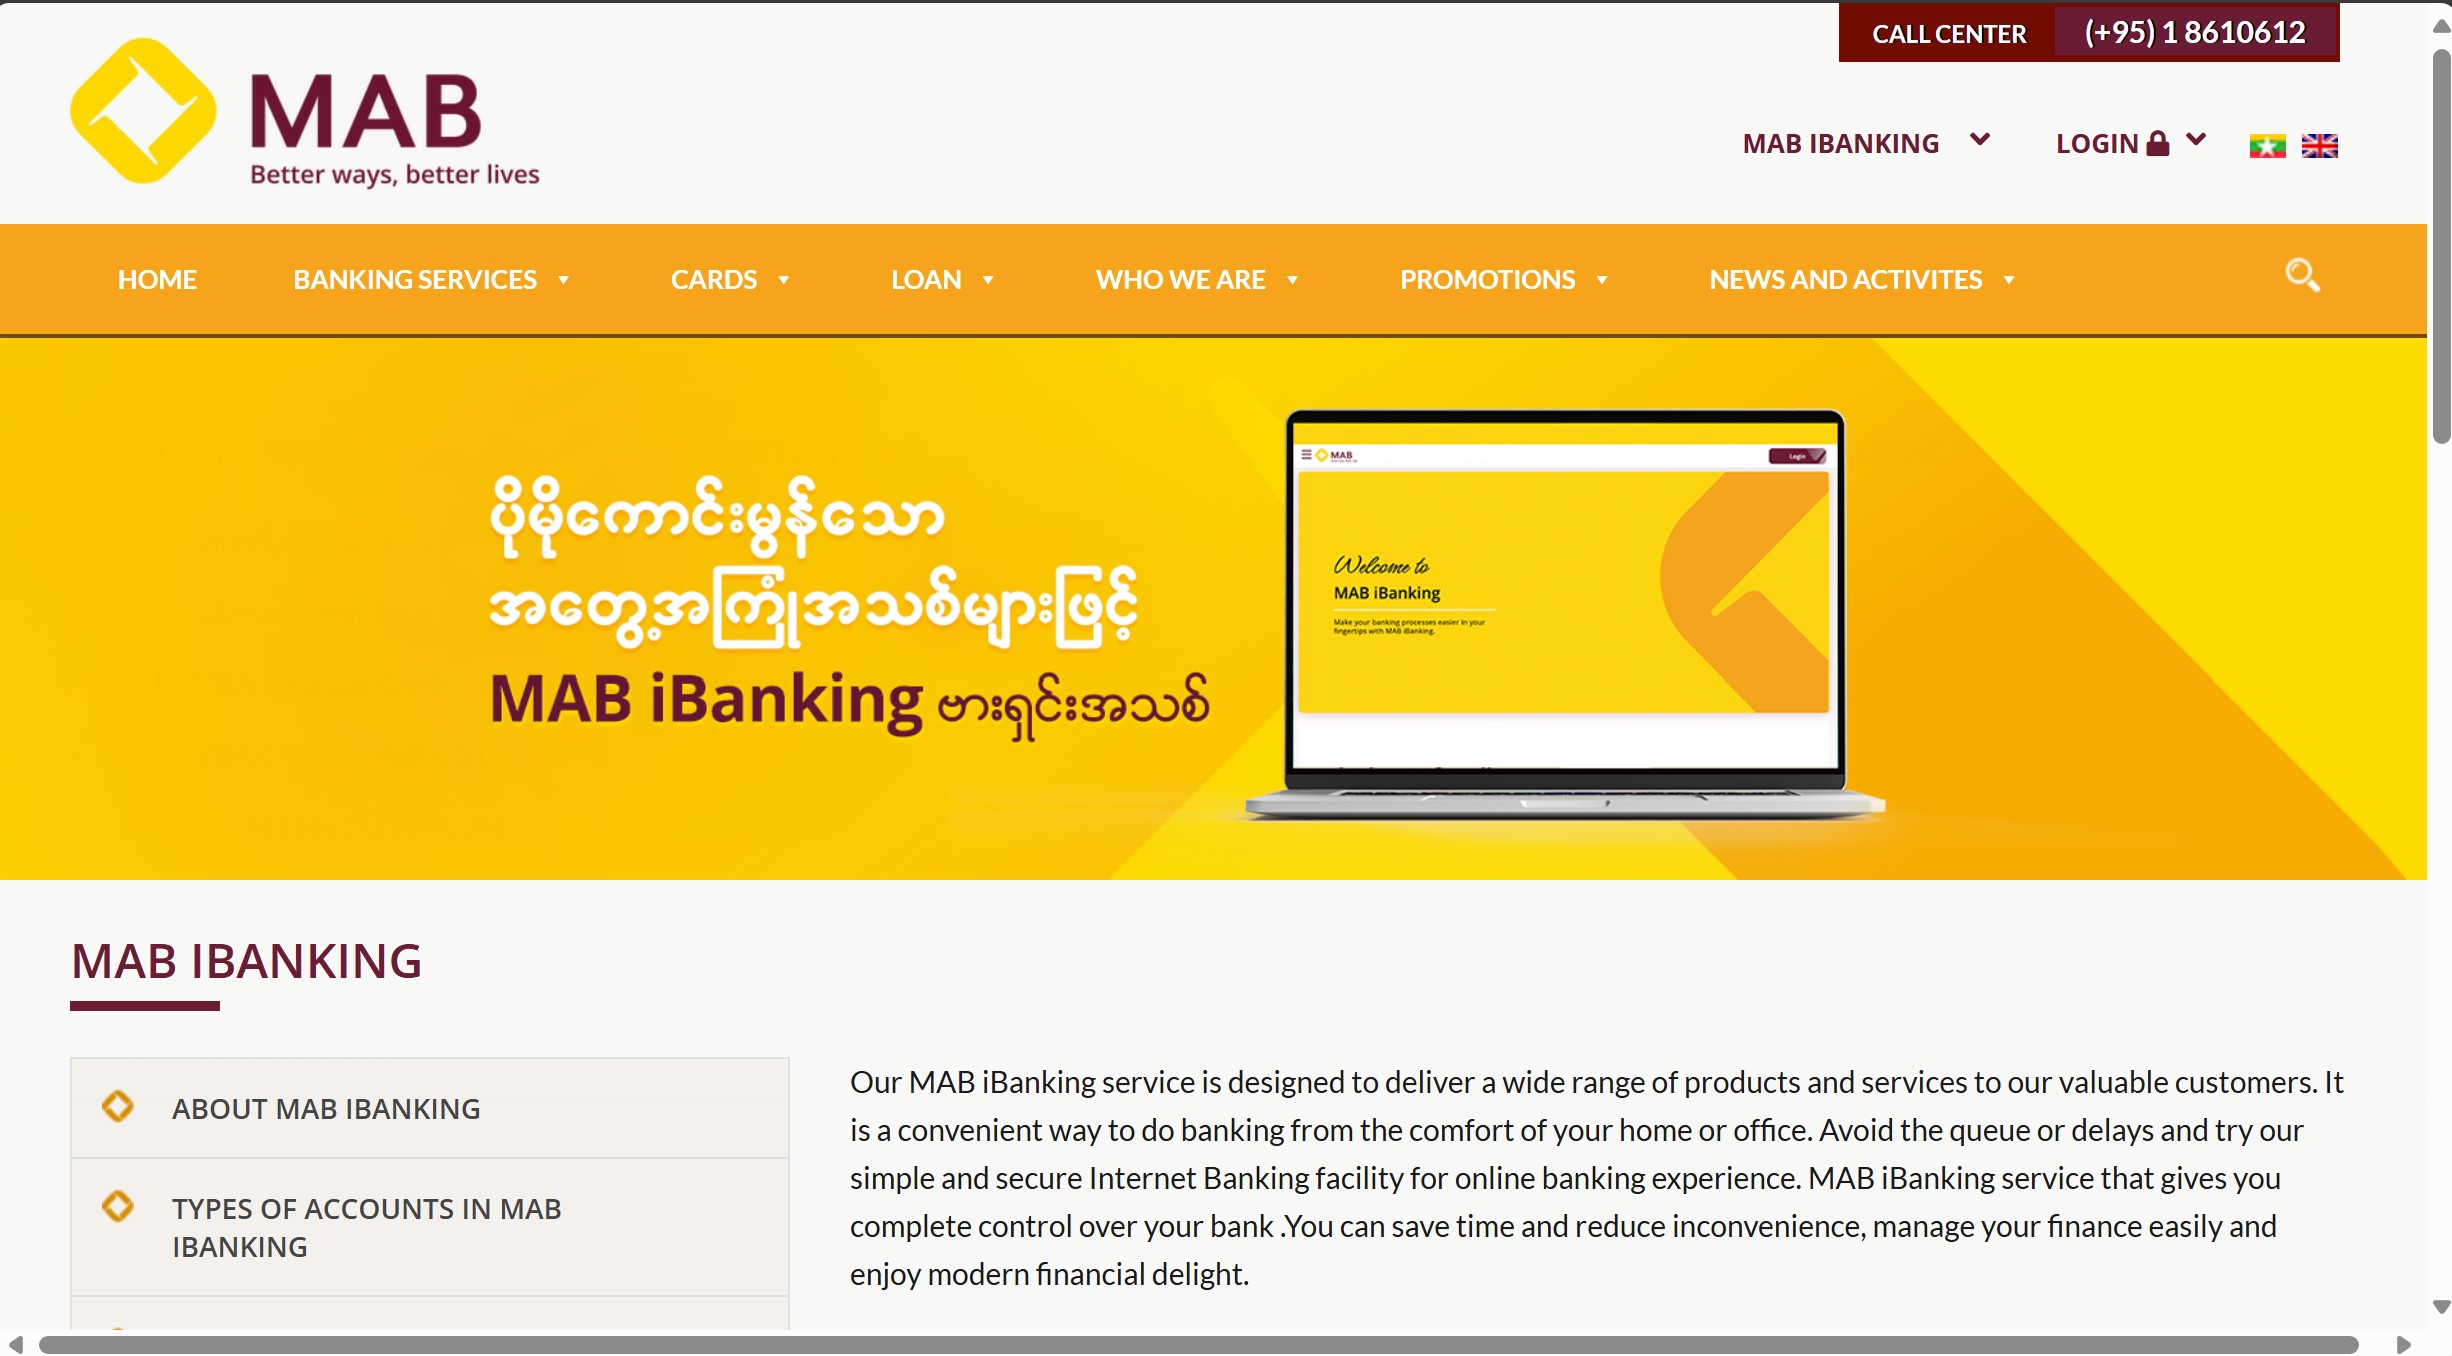 CALL CENTER (+95) 1 8610612
MAB
Better ways, better lives
MAB IBANKING LOGIN
HOME BANKING SERVICES CARDS LOAN WHO WE ARE PROMOTIONS NEWS AND ACTIVITES
ပိုမိုကောင်းမွန်သော
အတွေ့အကြုံအသစ်များဖြင့်
MAB iBanking ဗားရှင်းအသစ်
MAB
Login
Welcome to
MAB iBanking
Make your banking processes easier in your
fingertips with MAB iBanking.
MAB IBANKING
ABOUT MAB IBANKING
TYPES OF ACCOUNTS IN MAB
IBANKING
Our MAB iBanking service is designed to deliver a wide range of products and services to our valuable customers. It
is a convenient way to do banking from the comfort of your home or office. Avoid the queue or delays and try our
simple and secure Internet Banking facility for online banking experience. MAB iBanking service that gives you
complete control over your bank .You can save time and reduce inconvenience, manage your finance easily and
enjoy modern financial delight.